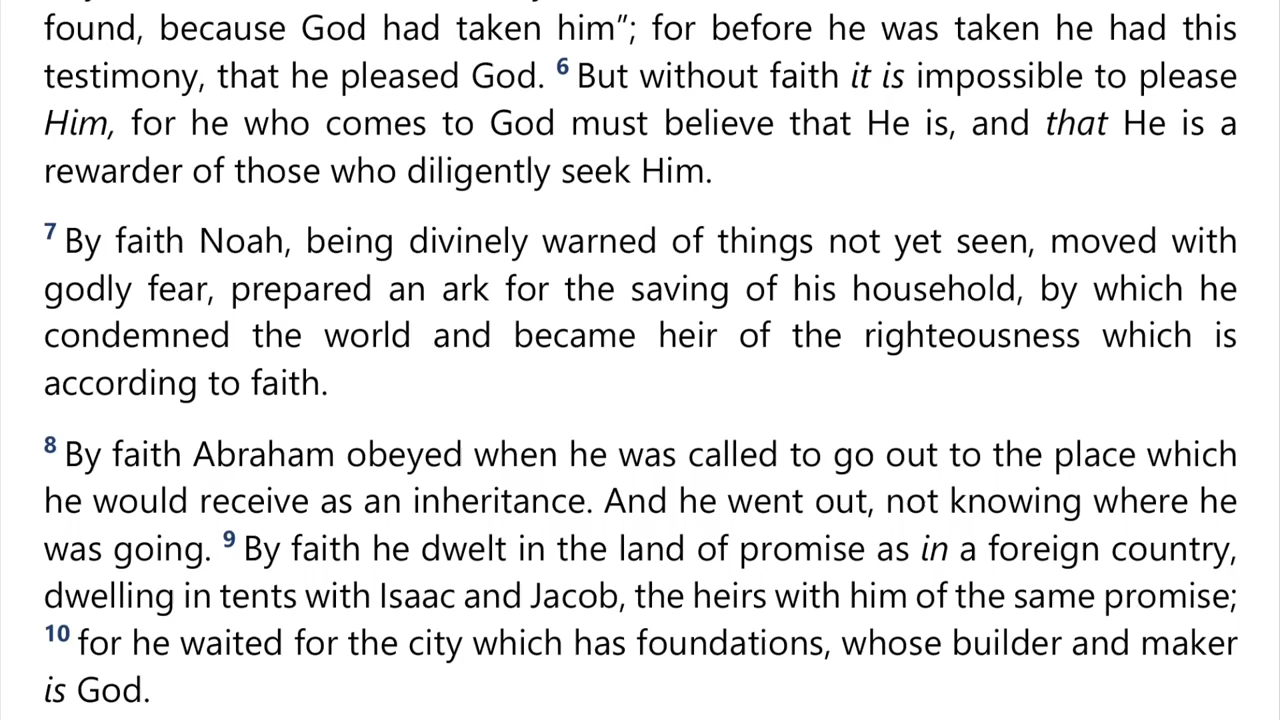 found, because God had taken him”; for before he was taken he had this
testimony, that he pleased God. 6 But without faith it is impossible to please
Him, for he who comes to God must believe that He is, and that He is a
rewarder of those who diligently seek Him.
7 By faith Noah, being divinely warned of things not yet seen, moved with
godly fear, prepared an ark for the saving of his household, by which he
condemned the world and became heir of the righteousness which is
according to faith.
8 By faith Abraham obeyed when he was called to go out to the place which
he would receive as an inheritance. And he went out, not knowing where he
was going. 9 By faith he dwelt in the land of promise as in a foreign country,
dwelling in tents with Isaac and Jacob, the heirs with him of the same promise;
10 for he waited for the city which has foundations, whose builder and maker
is God.